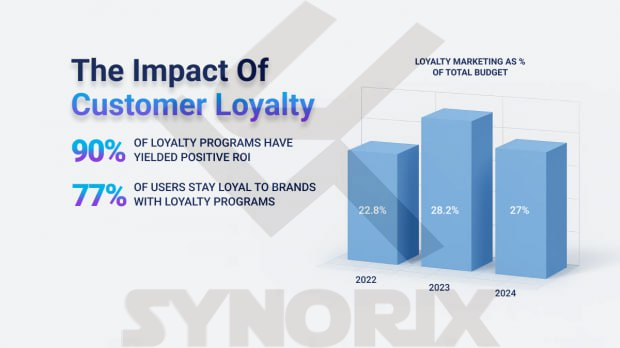 The Impact Of
Customer Loyalty
90% OF LOYALTY PROGRAMS HAVE
YIELDED POSITIVE ROI
77% OF USERS STAY LOYAL TO BRANDS
WITH LOYALTY PROGRAMS
LOYALTY MARKETING AS %
OF TOTAL BUDGET
22.8%
28.2%
27%
2022
2023
2024
SYNORIX